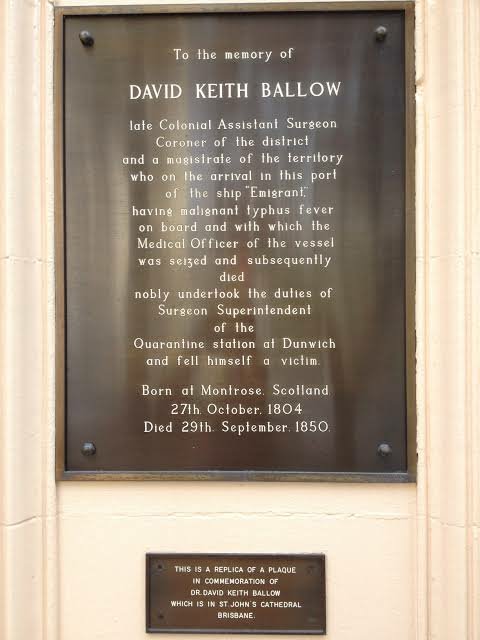 To the memory of
DAVID KEITH BALLOW
late Colonial Assistant Surgeon
Coroner of the district
and a magistrate of the territory
who on the arrival in this port
of the ship "Emigrant,"
having malignant typhus fever
on board and with which the
Medical Officer of the vessel
was seized and subsequently
died
nobly undertook the duties of
Surgeon Superintendent
of the
Quarantine station at Dunwich
and fell himself a victim.
Born at Montrose. Scotland
27th. October. 1804
Died 29th. September. 1850.
THIS IS A REPLICA OF A PLAQUE
IN COMMEMORATION OF
DR. DAVID KEITH BALLOW
WHICH IS IN ST. JOHN'S CATHEDRAL
BRISBANE.